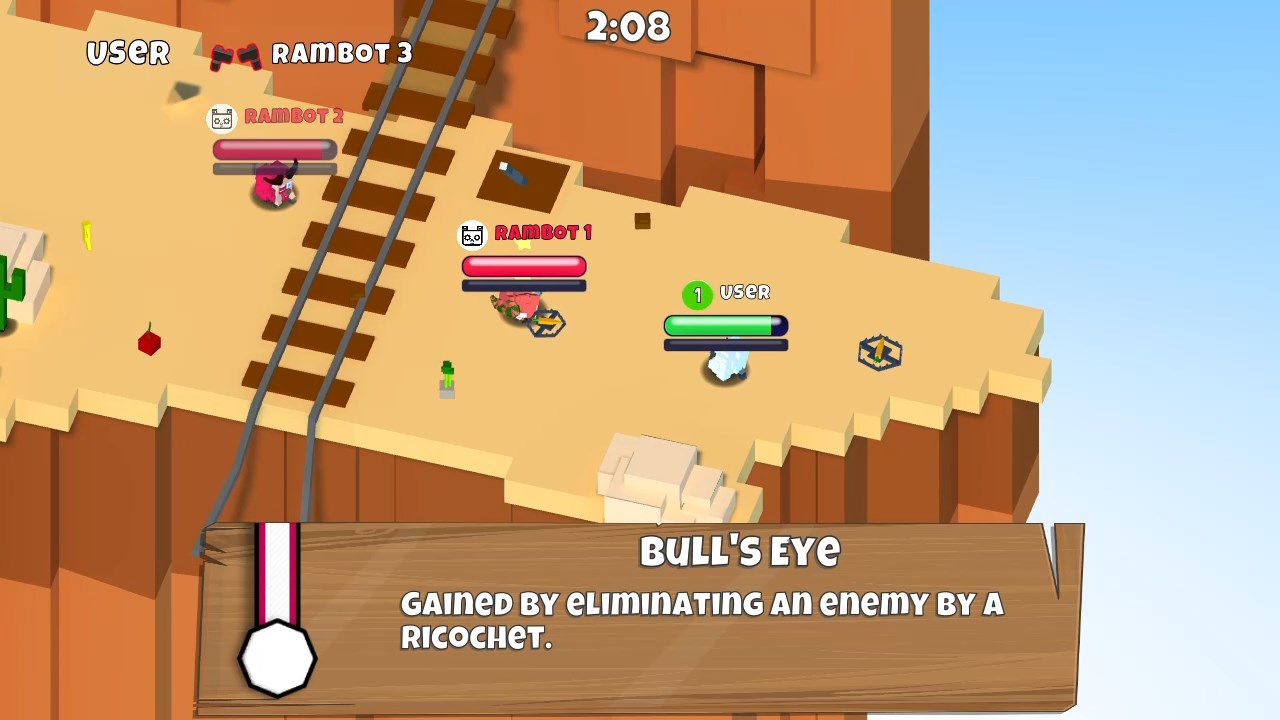 2:08
USER RAMBOT 3
RAMBOT 2
RAMBOT 1
1 USER
BULL'S EYE
GAINED BY ELIMINATING AN ENEMY BY A
RICOCHET.